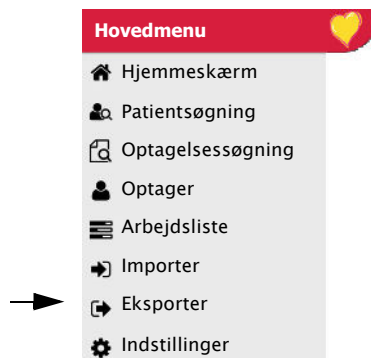 Hovedmenu
Hjemmeskærm
Patientsøgning
Optagelsessøgning
Optager
Arbejdsliste
Importer
Eksporter
Indstillinger